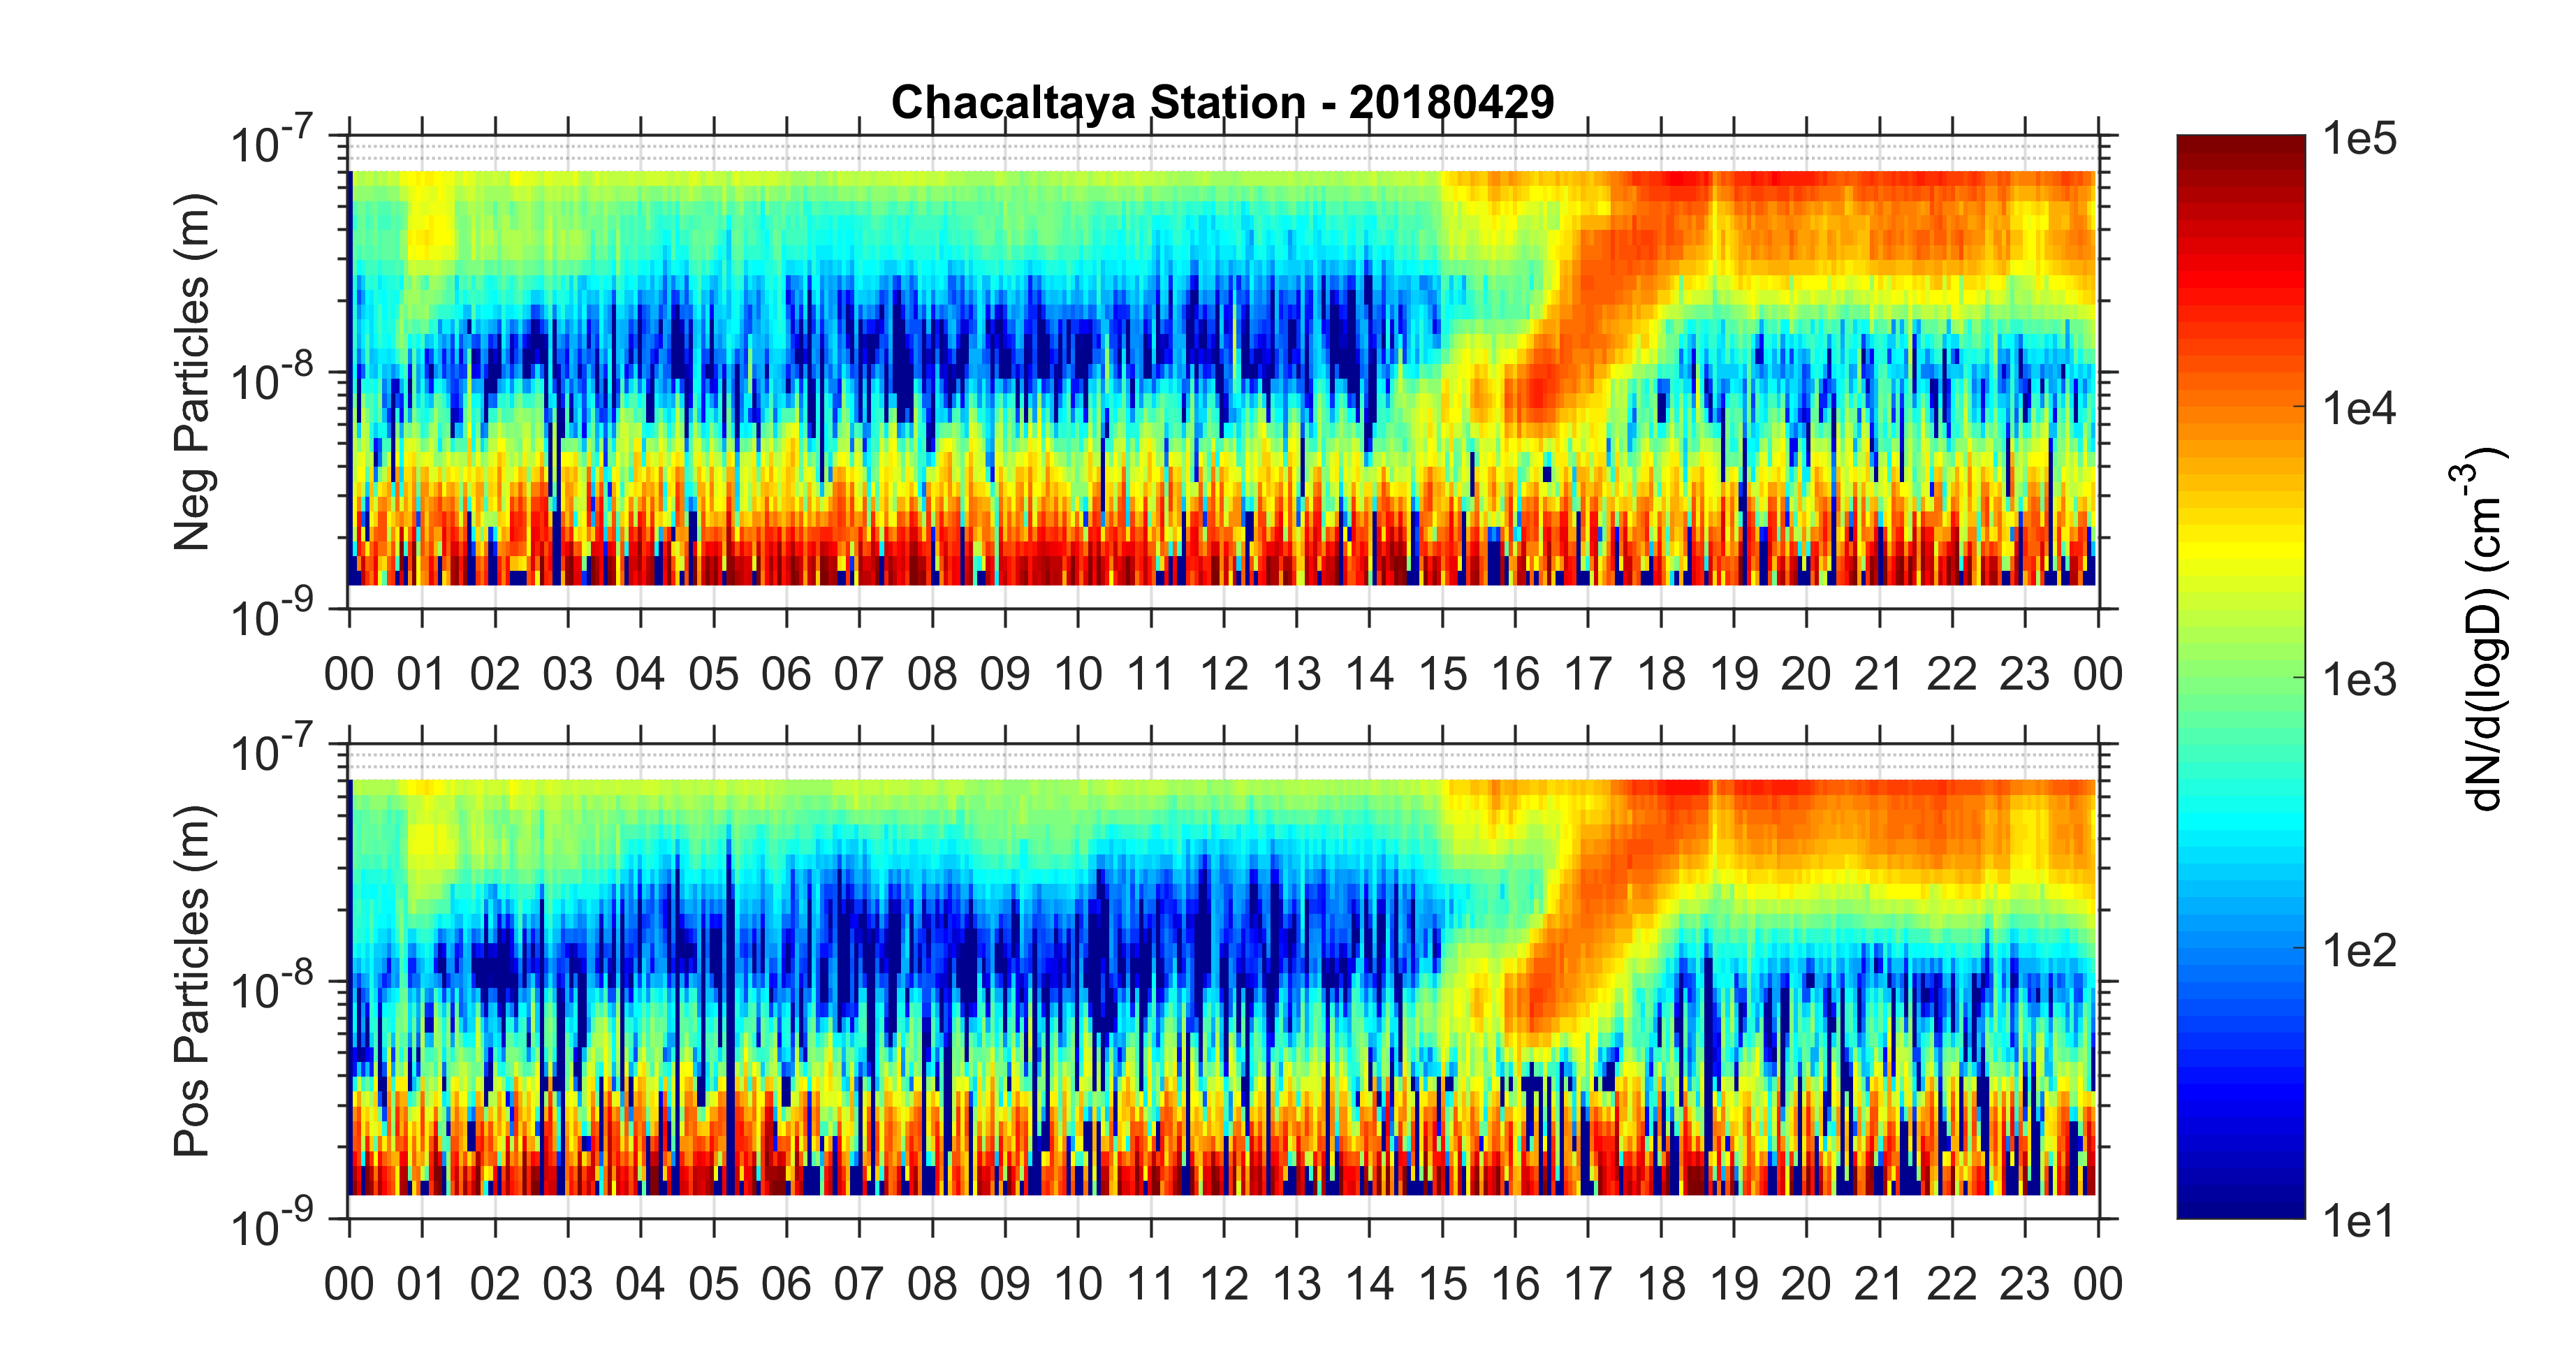 Chacaltaya Station - 20180429
10^-7
10^-8
10^-9
Neg Particles (m)
00 01 02 03 04 05 06 07 08 09 10 11 12 13 14 15 16 17 18 19 20 21 22 23 00
10^-7
10^-8
10^-9
Pos Particles (m)
00 01 02 03 04 05 06 07 08 09 10 11 12 13 14 15 16 17 18 19 20 21 22 23 00
1e5
1e4
1e3
1e2
1e1
dN/d(logD) (cm^-3)